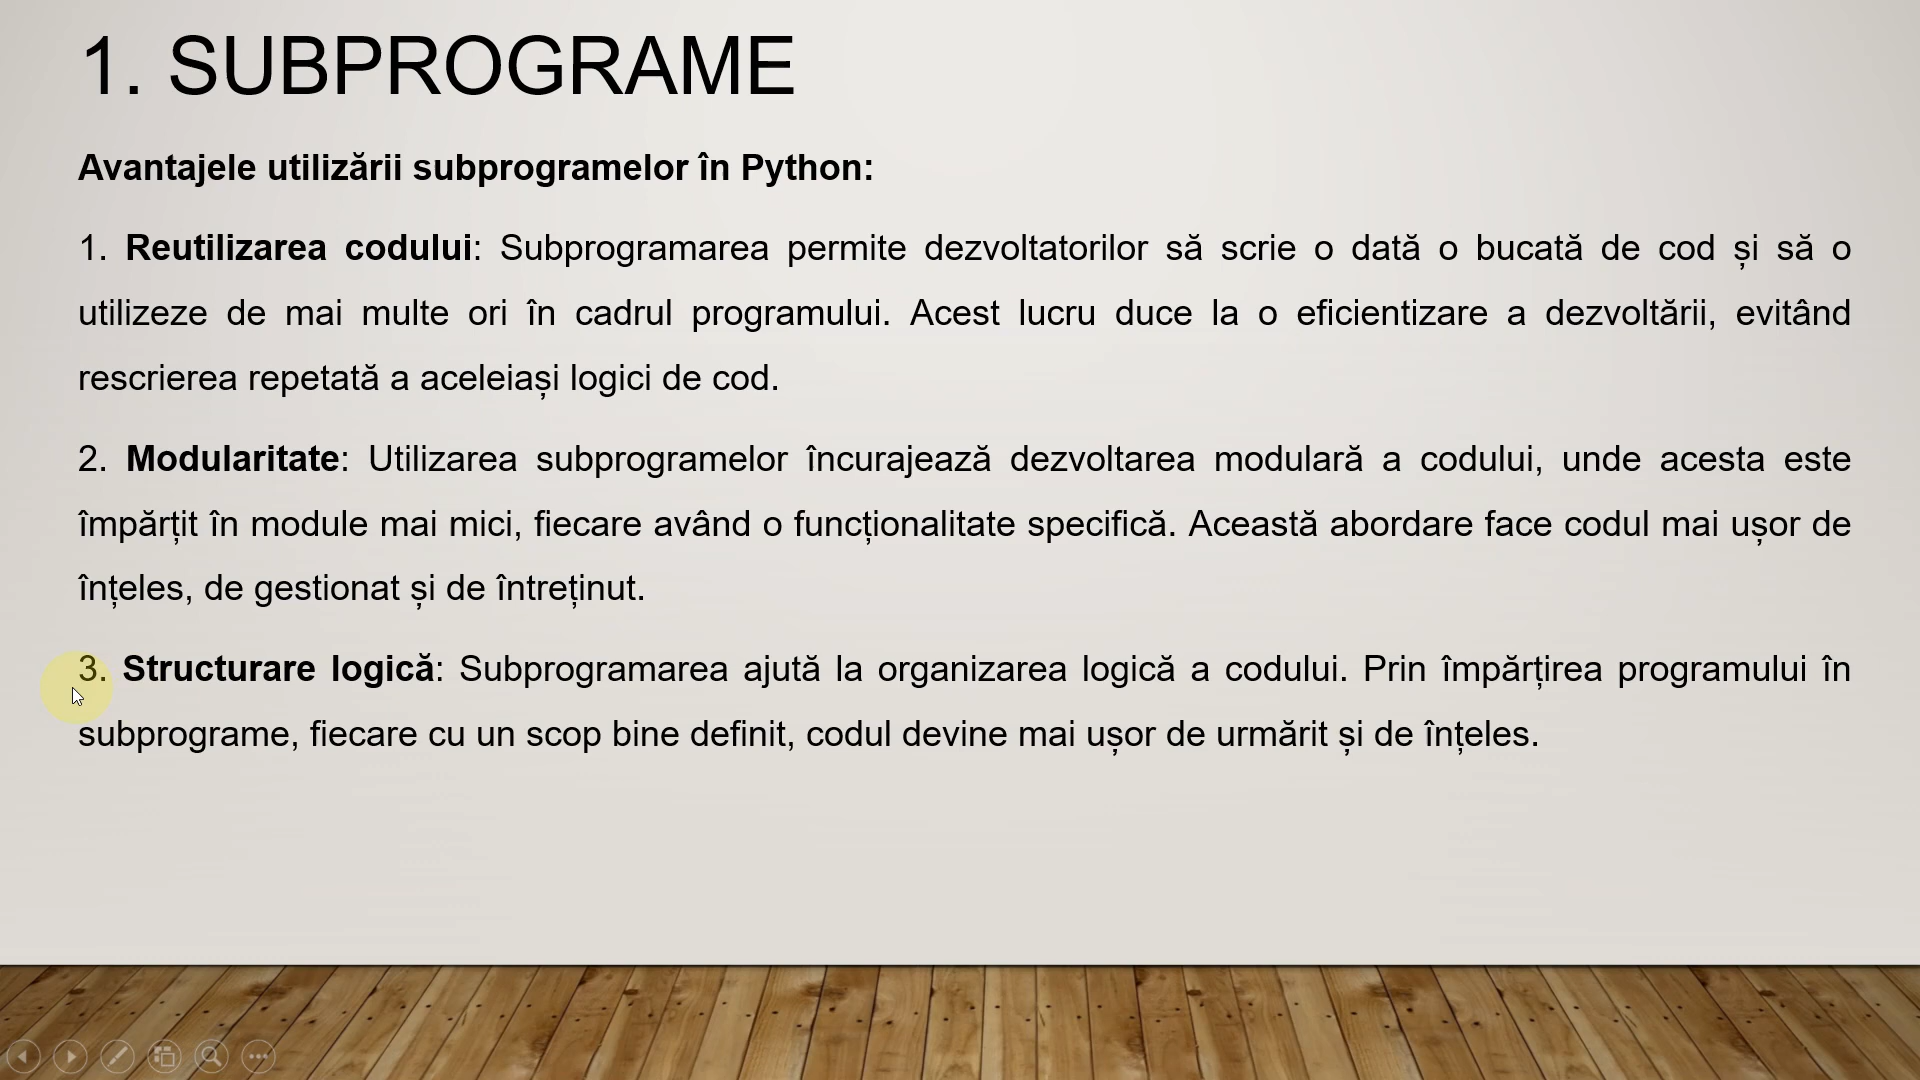 1. SUBPROGRAME
Avantajele utilizării subprogramelor în Python:
1. Reutilizarea codului: Subprogramarea permite dezvoltatorilor să scrie o dată o bucată de cod și să o
utilizeze de mai multe ori în cadrul programului. Acest lucru duce la o eficientizare a dezvoltării, evitând
rescrierea repetată a aceleiași logici de cod.
2. Modularitate: Utilizarea subprogramelor încurajează dezvoltarea modulară a codului, unde acesta este
împărțit în module mai mici, fiecare având o funcționalitate specifică. Această abordare face codul mai ușor de
înțeles, de gestionat și de întreținut.
3. Structurare logică: Subprogramarea ajută la organizarea logică a codului. Prin împărțirea programului în
subprograme, fiecare cu un scop bine definit, codul devine mai ușor de urmărit și de înțeles.